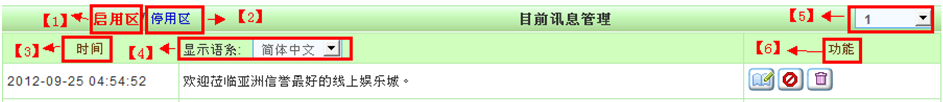 【1】 启用区/停用区 【2】 目前讯息管理 【5】 1
【3】 时间 【4】 显示语系: 简体中文 【6】 功能
2012-09-25 04:54:52 欢迎莅临亚洲信誉最好的线上娱乐城。